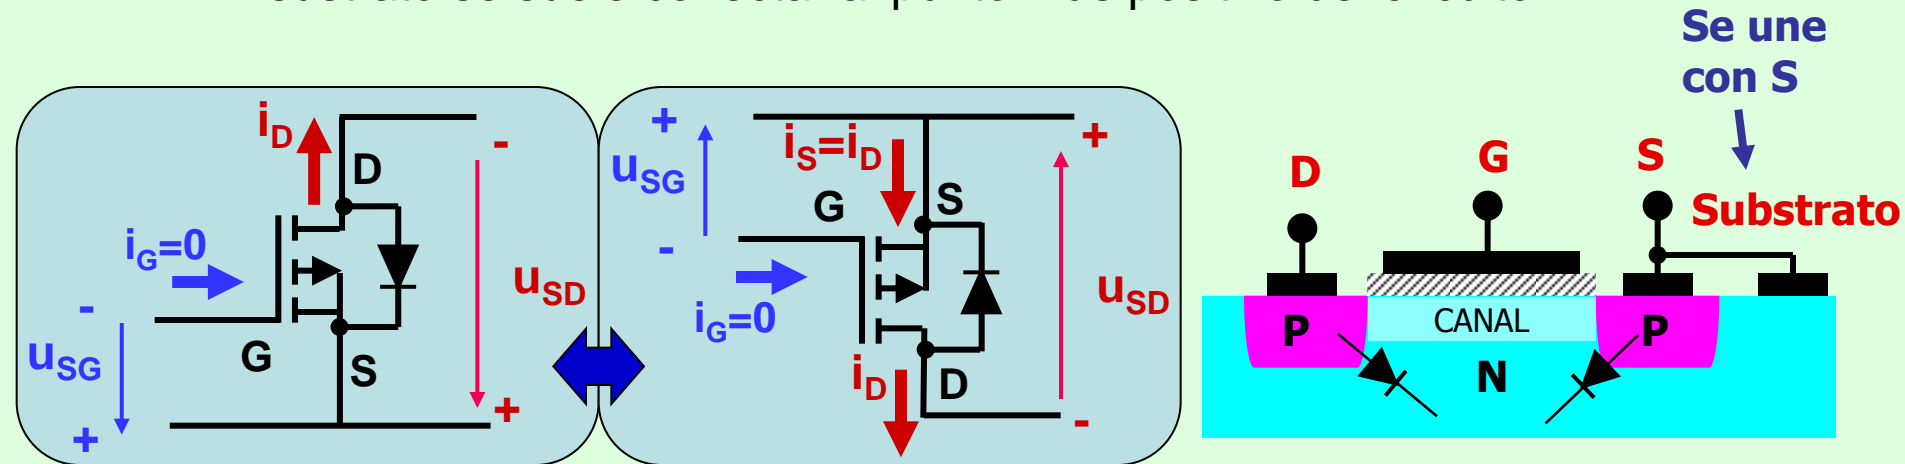 Se une
con S
iD
-
D
iG=0
-
uSG
+
G
S
uSD
+
+
uSG
-
iS=iD
G
S
+
iG=0
uSD
iD
D
-
D
G
S
Substrato
P
CANAL
P
N